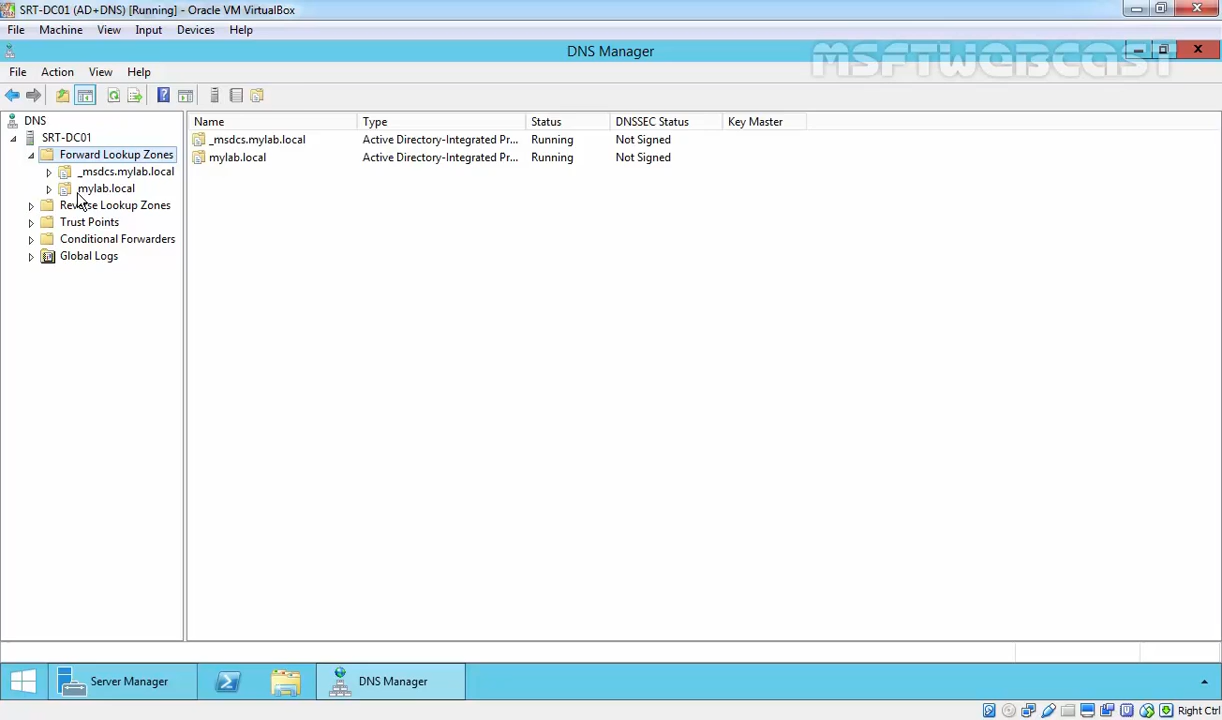 SRT-DC01 (AD+DNS) [Running] - Oracle VM VirtualBox
File Machine View Input Devices Help
DNS Manager
MSFTWEBCAST
File Action View Help
DNS
SRT-DC01
Forward Lookup Zones
_msdcs.mylab.local
mylab.local
Reverse Lookup Zones
Trust Points
Conditional Forwarders
Global Logs
Name Type Status DNSSEC Status Key Master
_msdcs.mylab.local Active Directory-Integrated Pr... Running Not Signed
mylab.local Active Directory-Integrated Pr... Running Not Signed
Server Manager DNS Manager
Right Ctrl